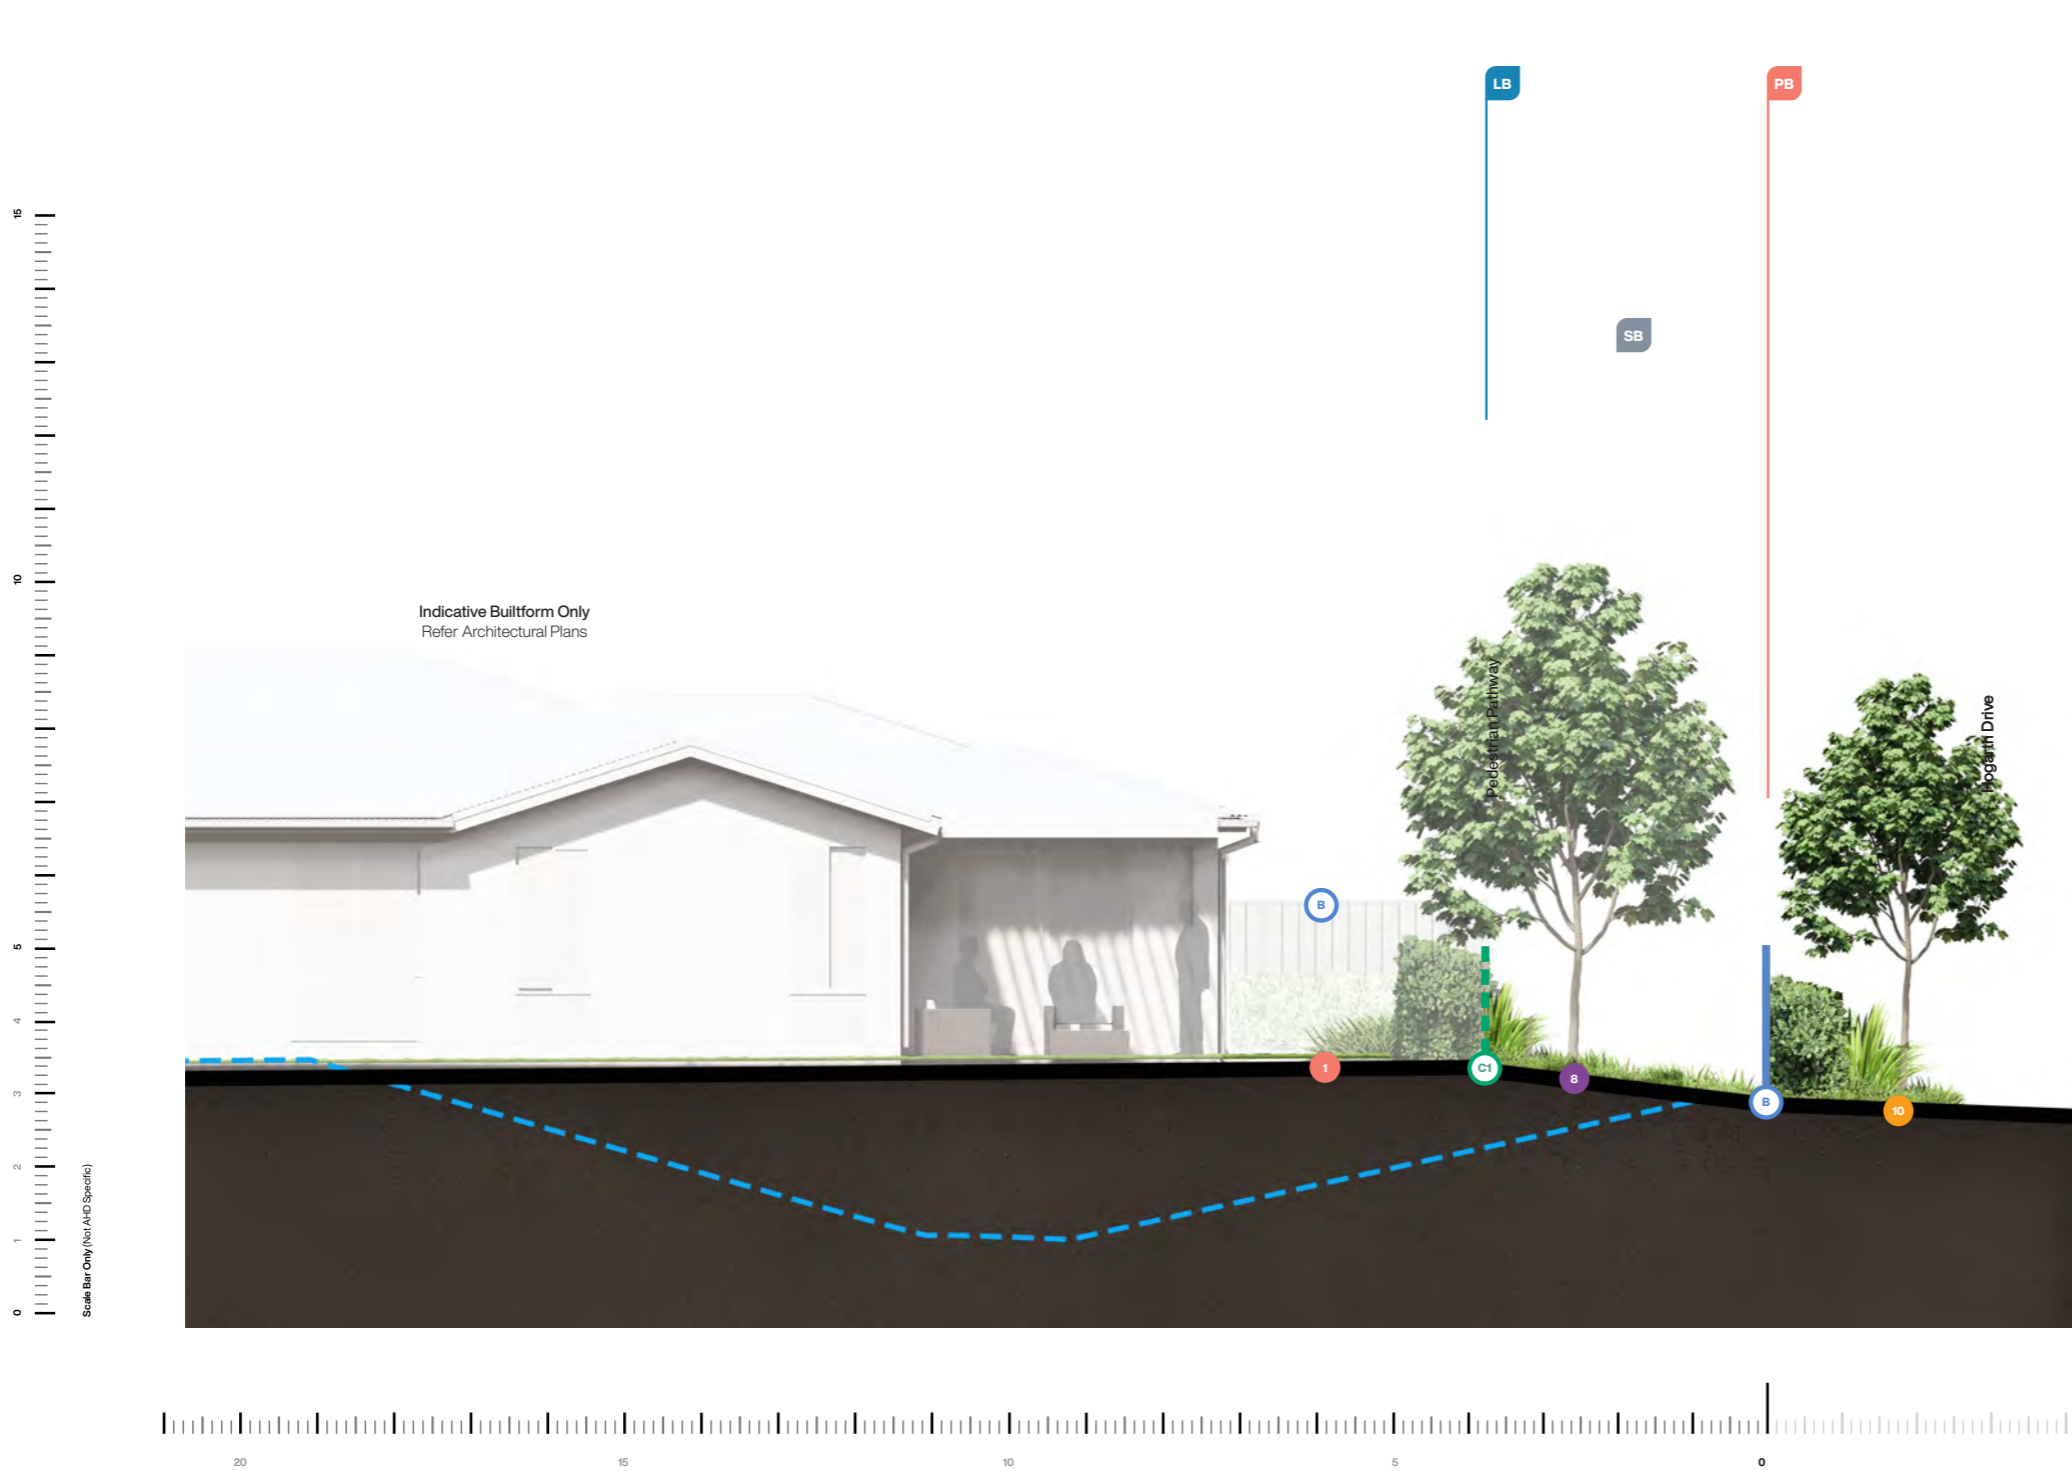 LB
PB
SB
15
10
5
4
3
2
1
0
Scale Bar Only (Not AHD Specific)
Indicative Builtform Only
Refer Architectural Plans
Pedestrian Pathway
Hogarth Drive
B
1
C1
8
B
10
20
15
10
5
0